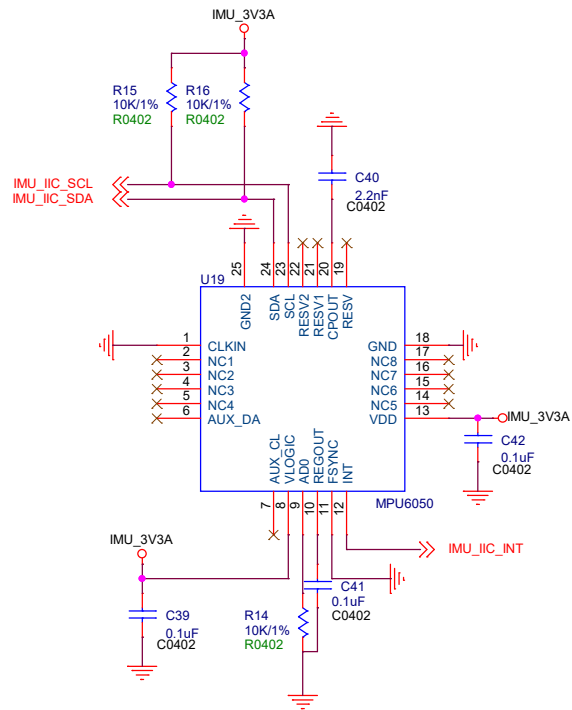 IMU_3V3A
R15
10K/1%
R0402
R16
10K/1%
R0402
IMU_IIC_SCL
IMU_IIC_SDA
C40
2.2nF
C0402
25
24
23
22
21
20
19
U19
GND2
SDA
SCL
RESV2
RESV1
CPOUT
RESV
1 CLKIN
2 NC1
3 NC2
4 NC3
5 NC4
6 AUX_DA
GND 18
NC8 17
NC7 16
NC6 15
NC5 14
VDD 13
IMU_3V3A
C42
0.1uF
C0402
AUX_CL
VLOGIC
AD0
REGOUT
FSYNC
INT
MPU6050
7
8
9
10
11
12
IMU_3V3A
IMU_IIC_INT
C39
0.1uF
C0402
R14
10K/1%
R0402
C41
0.1uF
C0402